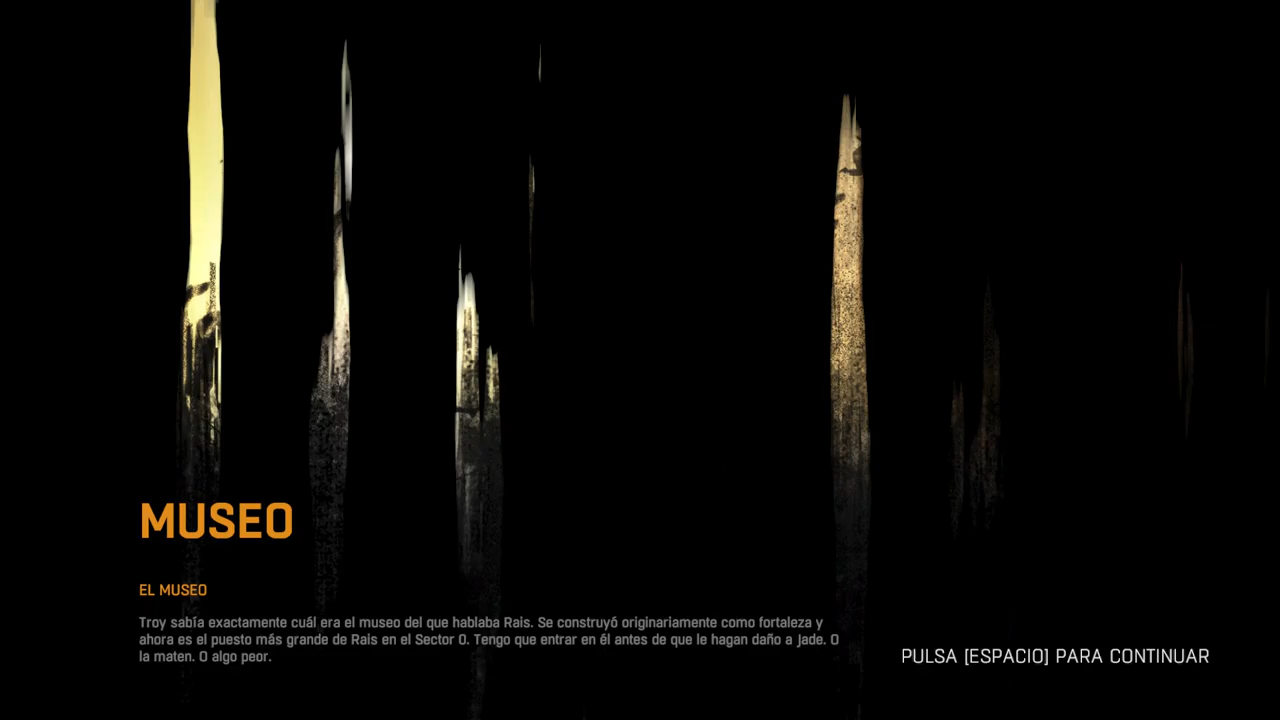 MUSEO
EL MUSEO
Troy sabía exactamente cuál era el museo del que hablaba Rais. Se construyó originariamente como fortaleza y
ahora es el puesto más grande de Rais en el Sector 0. Tengo que entrar en él antes de que le hagan daño a Jade. O
la maten. O algo peor.
PULSA [ESPACIO] PARA CONTINUAR